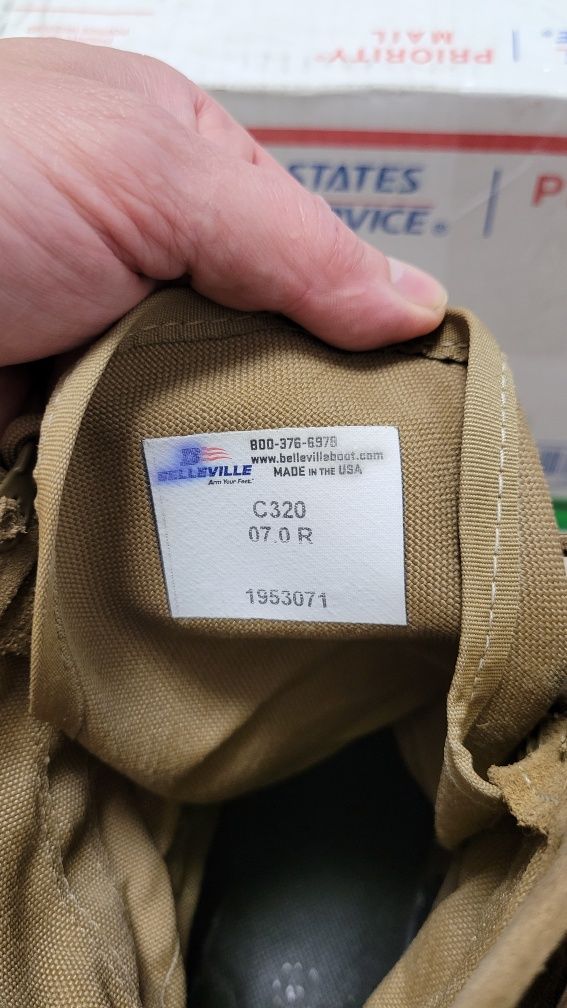 PRIORITY
MAIL
STATES
VICE®
P
800-376-6978
www.bellevilleboot.com
MADE IN THE USA
B
BELLEVILLE
Arm Your Feet.
C320
07.0 R
1953071